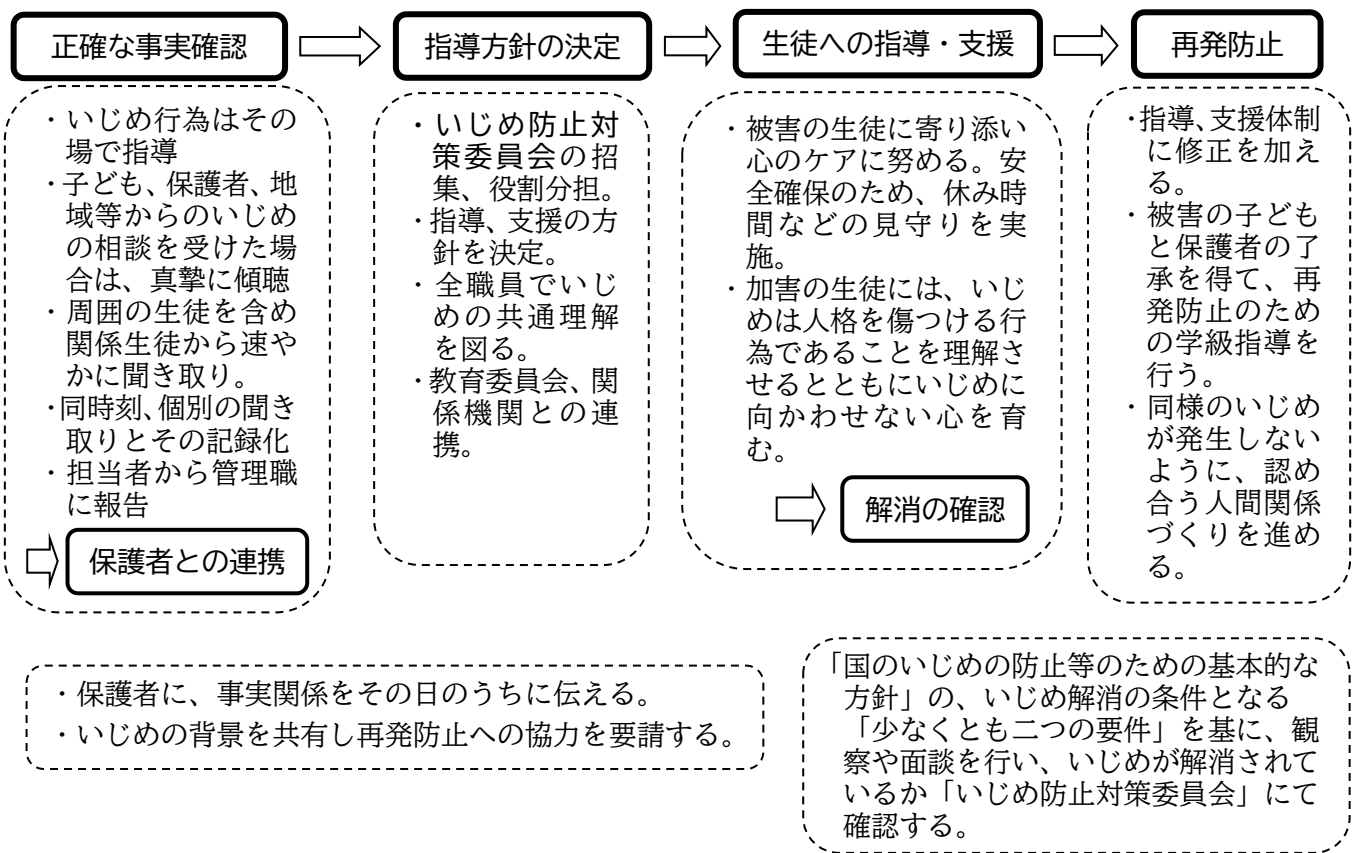 正確な事実確認
指導方針の決定
生徒への指導・支援
再発防止
・いじめ行為はその
場で指導
・子ども、保護者、地
域等からのいじめ
の相談を受けた場
合は、真摯に傾聴
・周囲の生徒を含め
関係生徒から速や
かに聞き取り。
・同時刻、個別の聞き
取りとその記録化
・担当者から管理職
に報告
保護者との連携
・いじめ防止対
策委員会の招
集、役割分担。
・指導、支援の方
針を決定。
・全職員でいじ
めの共通理解
を図る。
・教育委員会、関
係機関との連
携。
・被害の生徒に寄り添い
心のケアに努める。安
全確保のため、休み時
間などの見守りを実
施。
・加害の生徒には、いじ
めは人格を傷つける行
為であることを理解さ
せるとともにいじめに
向かわせない心を育
む。
解消の確認
・指導、支援体制
に修正を加え
る。
・被害の子ども
と保護者の了
承を得て、再
発防止のため
の学級指導を
行う。
・同様のいじめ
が発生しない
ように、認め
合う人間関係
づくりを進め
る。
・保護者に、事実関係をその日のうちに伝える。
・いじめの背景を共有し再発防止への協力を要請する。
「国のいじめの防止等のための基本的な
方針」の、いじめ解消の条件となる
「少なくとも二つの要件」を基に、観
察や面談を行い、いじめが解消されて
いるか「いじめ防止対策委員会」にて
確認する。